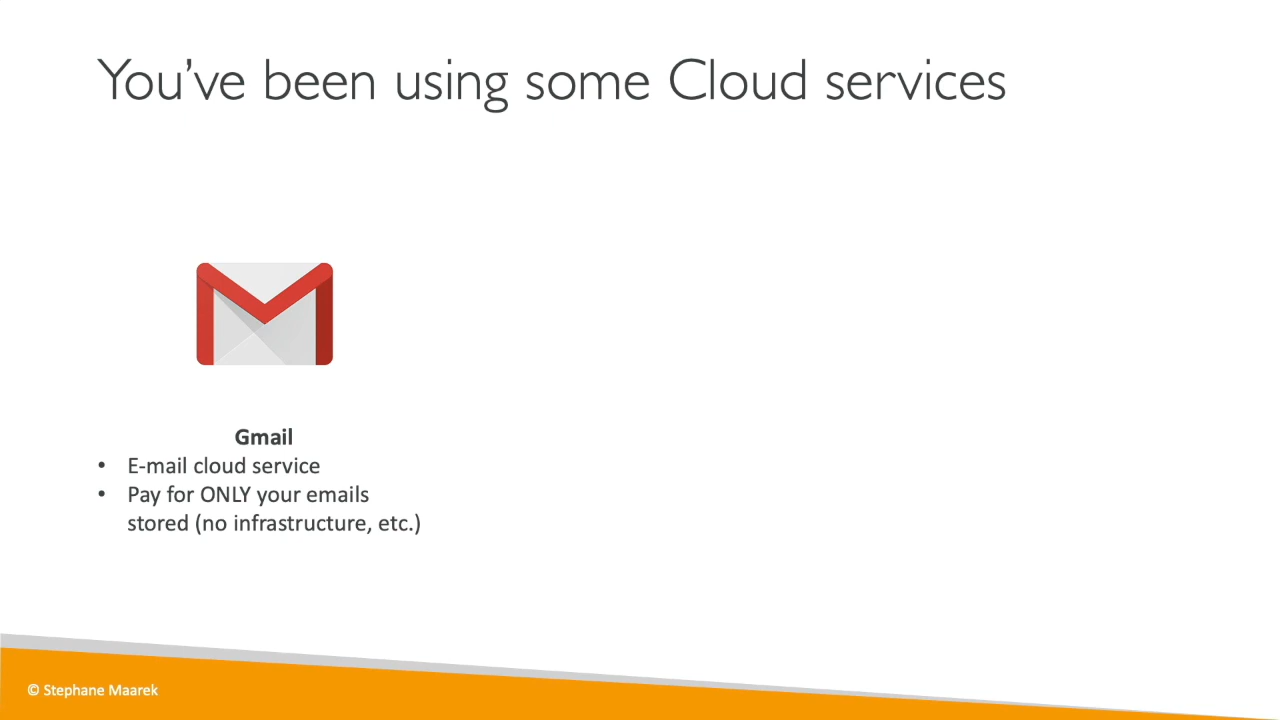 You’ve been using some Cloud services
Gmail
• E-mail cloud service
• Pay for ONLY your emails
stored (no infrastructure, etc.)
© Stephane Maarek